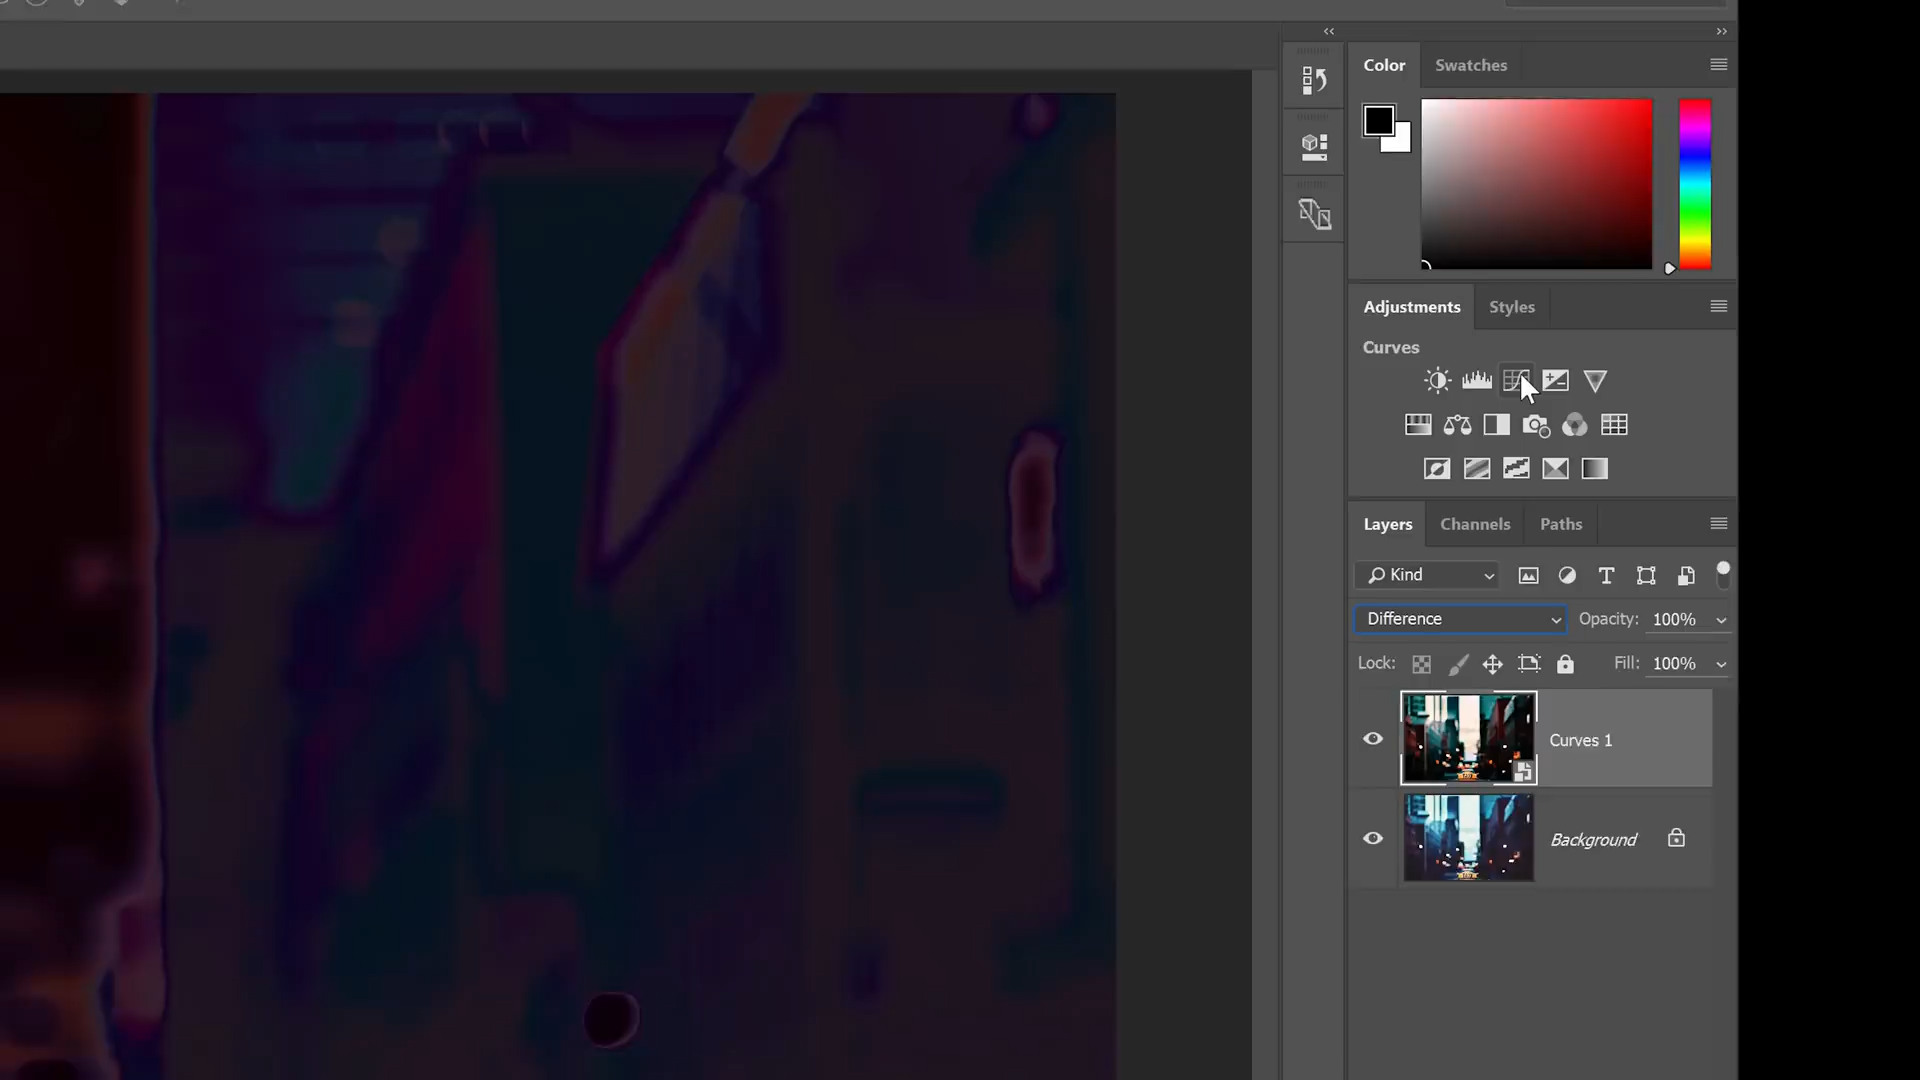 Color
Swatches
Adjustments
Styles
Curves
Layers
Channels
Paths
Kind
Difference
Opacity: 100%
Lock:
Fill: 100%
Curves 1
Background